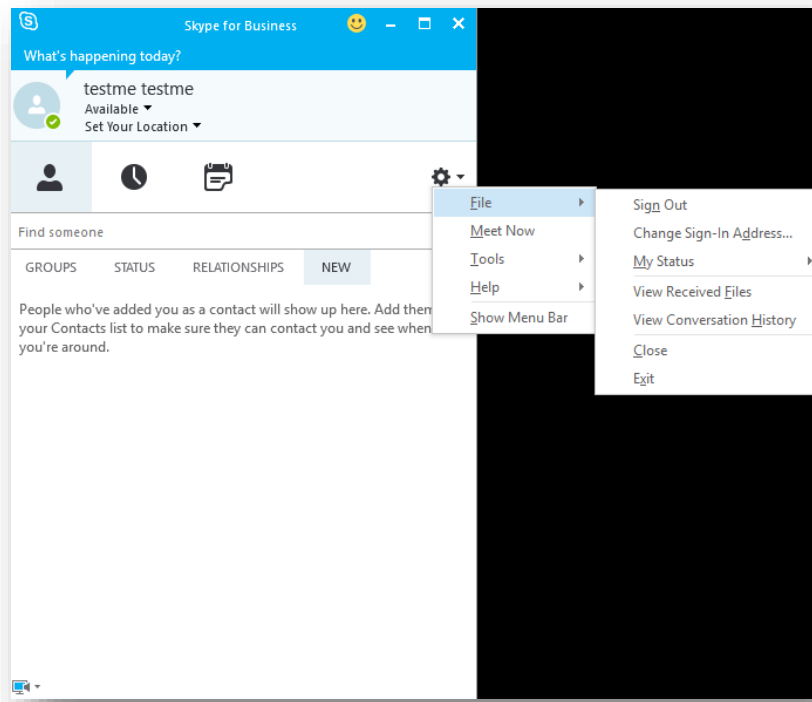 Skype for Business
What's happening today?
testme testme
Available
Set Your Location
Find someone
GROUPS STATUS RELATIONSHIPS NEW
People who've added you as a contact will show up here. Add them
your Contacts list to make sure they can contact you and see when
you're around.
File
Meet Now
Tools
Help
Show Menu Bar
Sign Out
Change Sign-In Address...
My Status
View Received Files
View Conversation History
Close
Exit